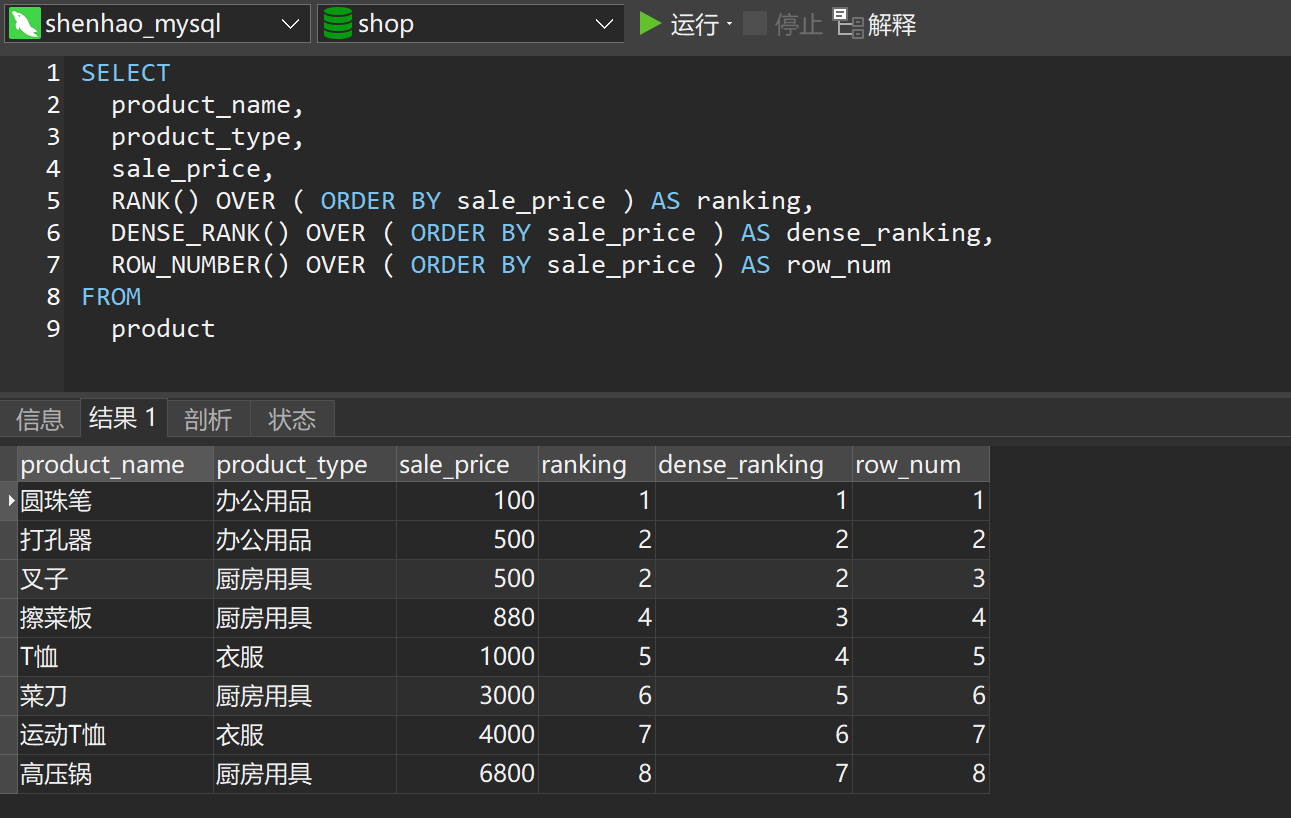 shenhao_mysql shop 运行 停止 解释
1 SELECT
2 product_name,
3 product_type,
4 sale_price,
5 RANK() OVER ( ORDER BY sale_price ) AS ranking,
6 DENSE_RANK() OVER ( ORDER BY sale_price ) AS dense_ranking,
7 ROW_NUMBER() OVER ( ORDER BY sale_price ) AS row_num
8 FROM
9 product
信息 结果 1 剖析 状态
product_name product_type sale_price ranking dense_ranking row_num
圆珠笔 办公用品 100 1 1 1
打孔器 办公用品 500 2 2 2
叉子 厨房用具 500 2 2 3
擦菜板 厨房用具 880 4 3 4
T恤 衣服 1000 5 4 5
菜刀 厨房用具 3000 6 5 6
运动T恤 衣服 4000 7 6 7
高压锅 厨房用具 6800 8 7 8